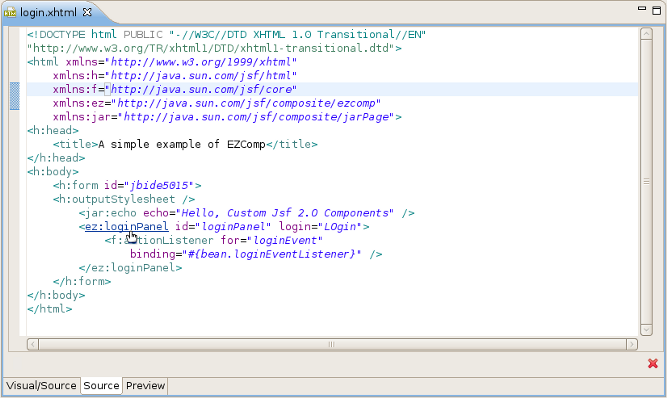 login.xhtml
<!DOCTYPE html PUBLIC "-//W3C//DTD XHTML 1.0 Transitional//EN"
"http://www.w3.org/TR/xhtml1/DTD/xhtml1-transitional.dtd">
<html xmlns="http://www.w3.org/1999/xhtml"
xmlns:h="http://java.sun.com/jsf/html"
xmlns:f="http://java.sun.com/jsf/core"
xmlns:ez="http://java.sun.com/jsf/composite/ezcomp"
xmlns:jar="http://java.sun.com/jsf/composite/jarPage">
<h:head>
<title>A simple example of EZComp</title>
</h:head>
<h:body>
<h:form id="jbide5015">
<h:outputStylesheet />
<jar:echo echo="Hello, Custom Jsf 2.0 Components" />
<ez:loginPanel id="loginPanel" login="LOgin">
<f:actionListener for="loginEvent"
binding="#{bean.loginEventListener}" />
</ez:loginPanel>
</h:form>
</h:body>
</html>
Visual/Source Source Preview